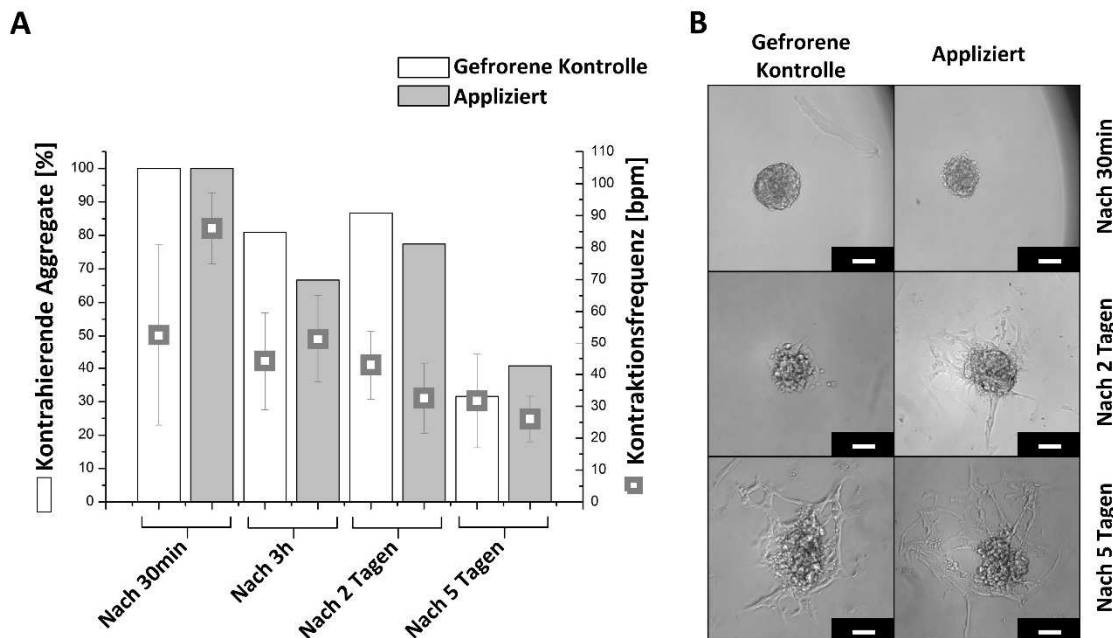 A
Gefrorene Kontrolle
Appliziert
Kontrahierende Aggregate [%]
100
90
80
70
60
50
40
30
20
10
0
110
100
90
80
70
60
50
40
30
20
10
0
Kontraktionsfrequenz [bpm]
Nach 30min
Nach 3h
Nach 2 Tagen
Nach 5 Tagen
B
Gefrorene
Kontrolle
Appliziert
Nach 30min
Nach 2 Tagen
Nach 5 Tagen